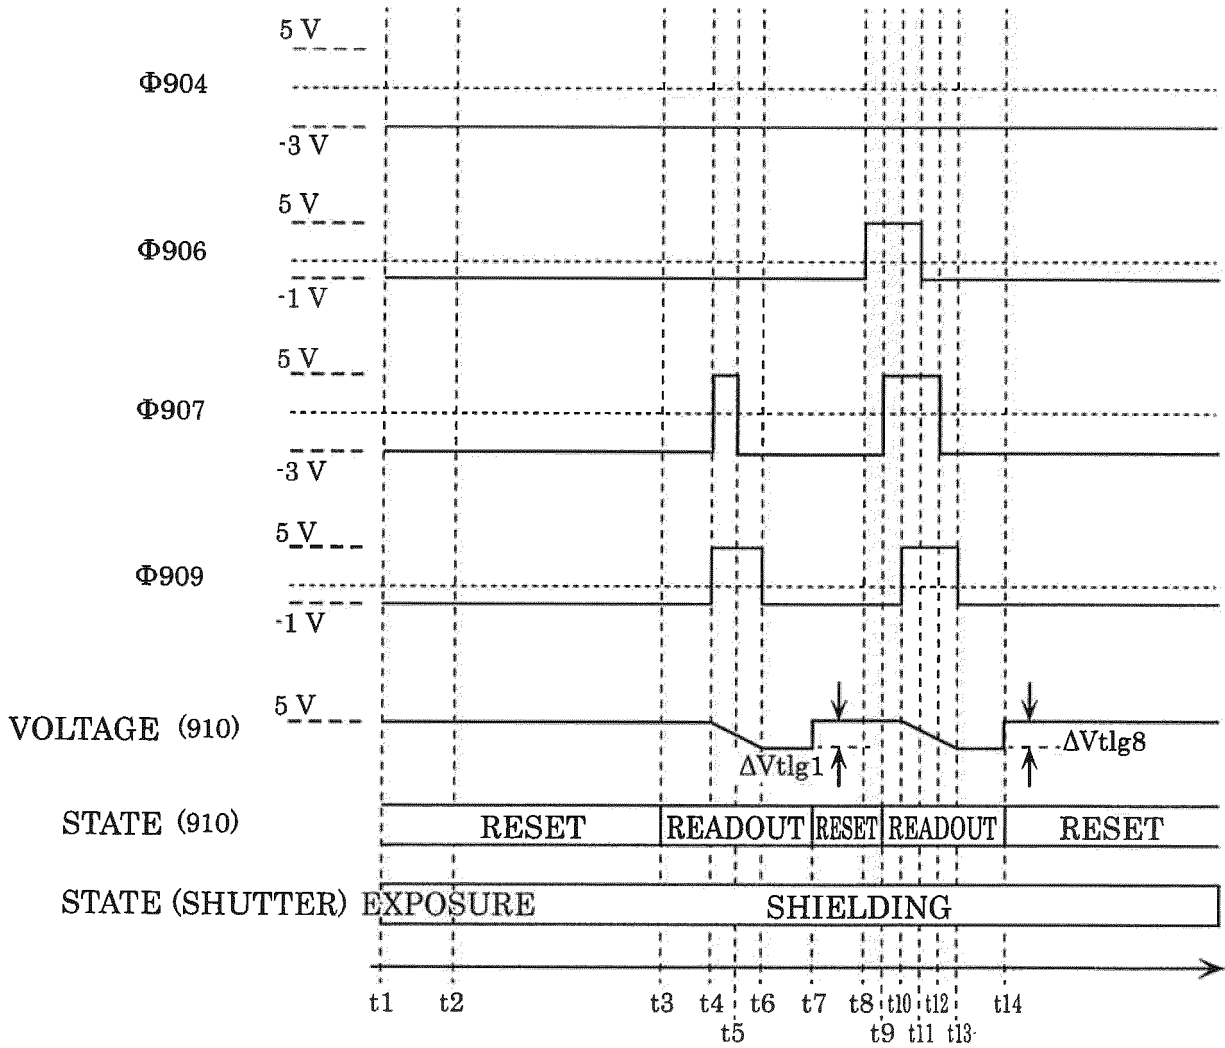 5 V
Φ904
-3 V
5 V
Φ906
-1 V
5 V
Φ907
-3 V
5 V
Φ909
-1 V
5 V
VOLTAGE (910)
ΔVtlg1
ΔVtlg8
STATE (910)
RESET READOUT RESET READOUT RESET
STATE (SHUTTER) EXPOSURE SHIELDING
t1 t2 t3 t4 t6 t7 t8 t10 t12 t14
t5 t9 t11 t13